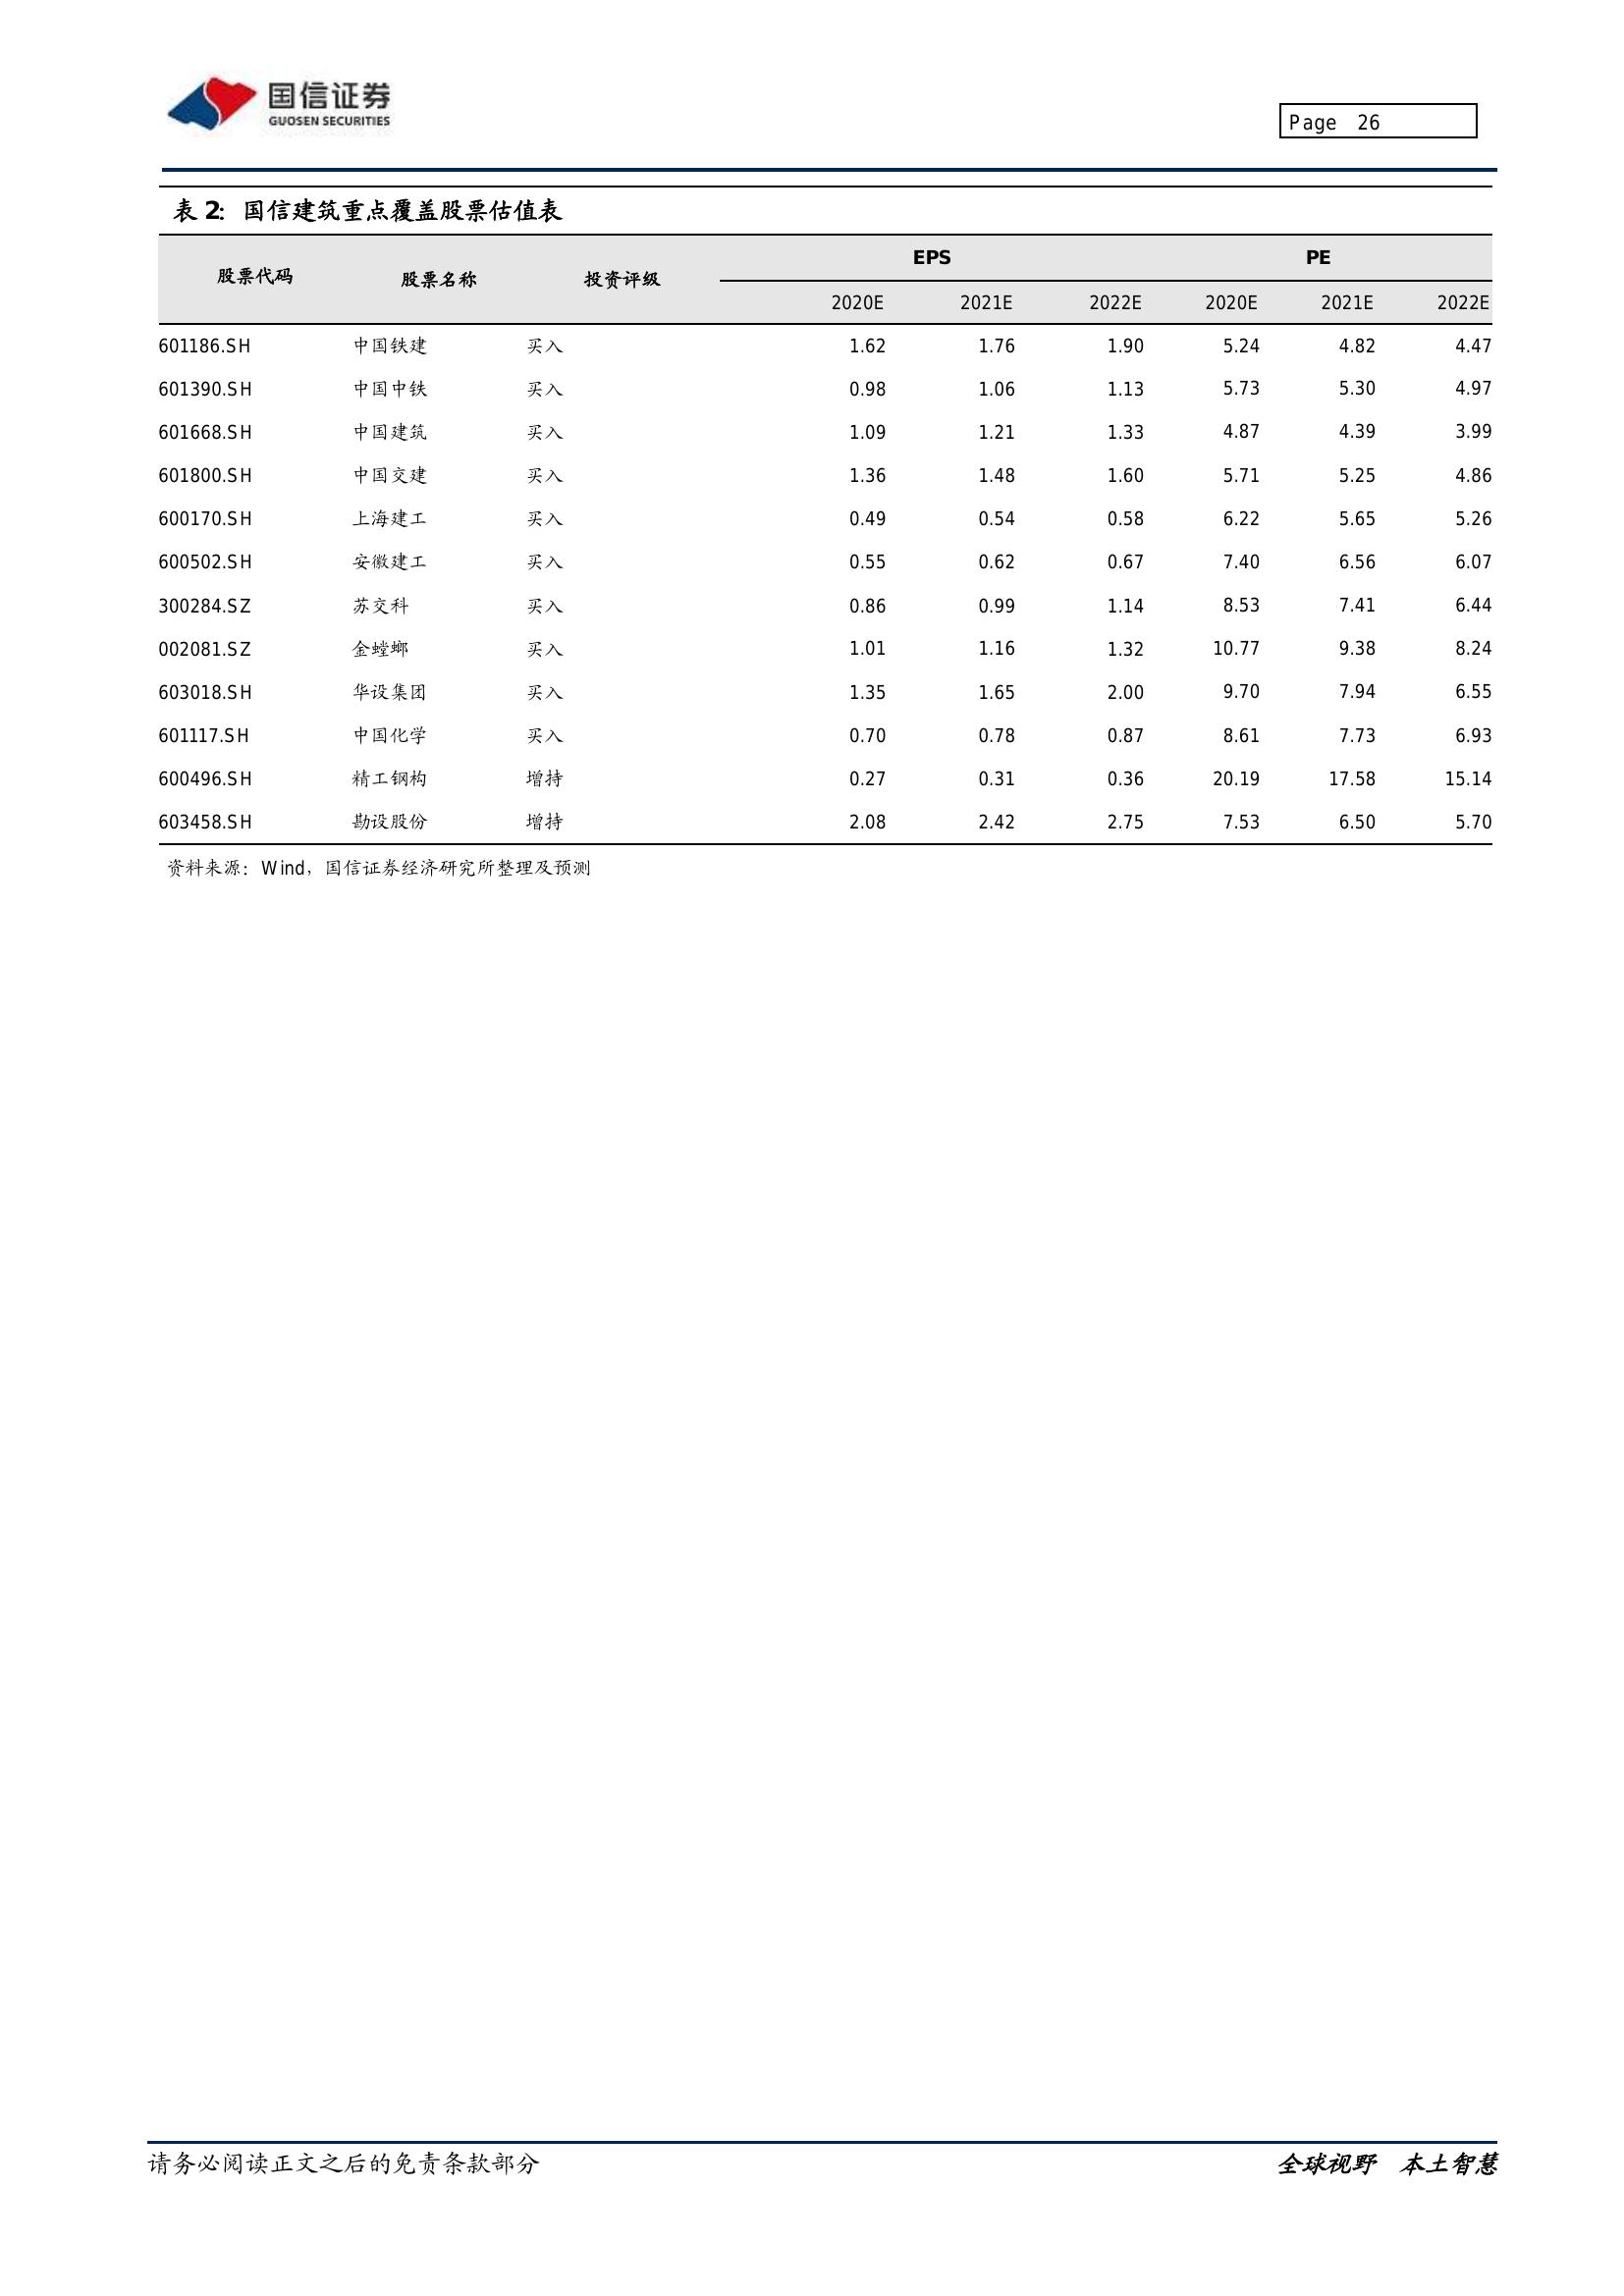 国信证券
GUOSEN SECURITIES
Page 26
表 2: 国信建筑重点覆盖股票估值表
股票代码 股票名称 投资评级 EPS PE
2020E 2021E 2022E 2020E 2021E 2022E
601186.SH 中国铁建 买入 1.62 1.76 1.90 5.24 4.82 4.47
601390.SH 中国中铁 买入 0.98 1.06 1.13 5.73 5.30 4.97
601668.SH 中国建筑 买入 1.09 1.21 1.33 4.87 4.39 3.99
601800.SH 中国交建 买入 1.36 1.48 1.60 5.71 5.25 4.86
600170.SH 上海建工 买入 0.49 0.54 0.58 6.22 5.65 5.26
600502.SH 安徽建工 买入 0.55 0.62 0.67 7.40 6.56 6.07
300284.SZ 苏交科 买入 0.86 0.99 1.14 8.53 7.41 6.44
002081.SZ 金螳螂 买入 1.01 1.16 1.32 10.77 9.38 8.24
603018.SH 华设集团 买入 1.35 1.65 2.00 9.70 7.94 6.55
601117.SH 中国化学 买入 0.70 0.78 0.87 8.61 7.73 6.93
600496.SH 精工钢构 增持 0.27 0.31 0.36 20.19 17.58 15.14
603458.SH 勘设股份 增持 2.08 2.42 2.75 7.53 6.50 5.70
资料来源：Wind，国信证券经济研究所整理及预测
请务必阅读正文之后的免责条款部分 全球视野 本土智慧